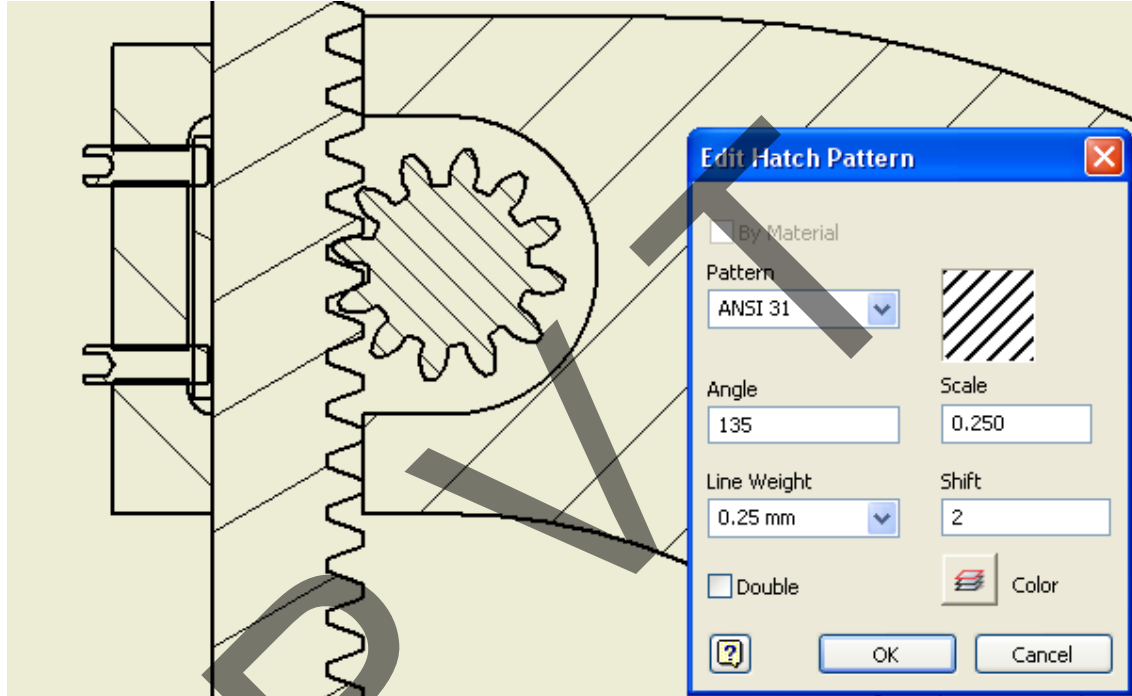 Edit Hatch Pattern
By Material
Pattern
ANSI 31
Angle
Scale
135
0.250
Line Weight
Shift
0.25 mm
2
Double
Color
OK
Cancel